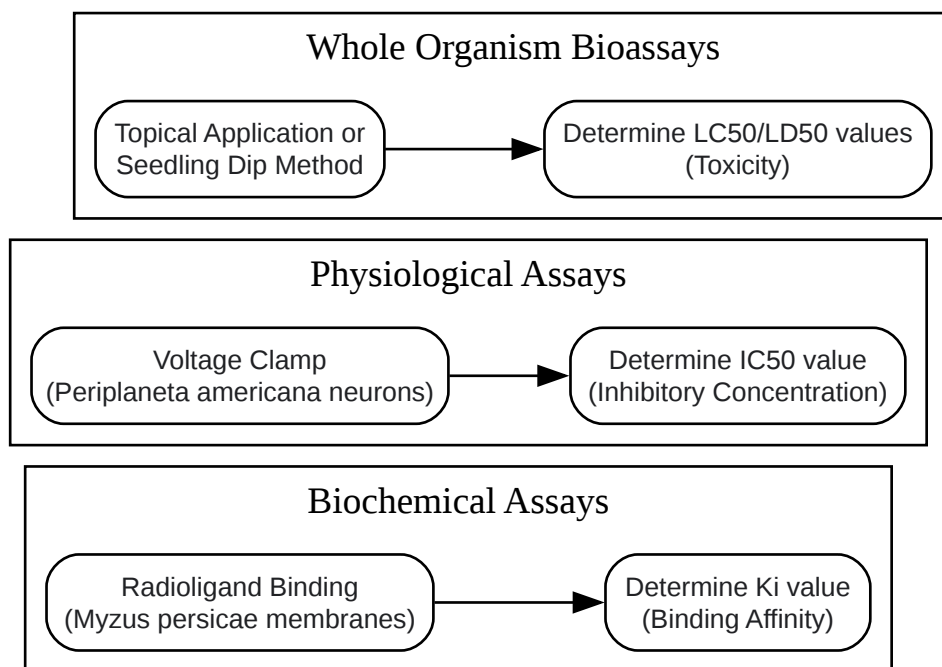 Whole Organism Bioassays
Topical Application or
Seedling Dip Method
Determine LC50/LD50 values
(Toxicity)
Physiological Assays
Voltage Clamp
(Periplaneta americana neurons)
Determine IC50 value
(Inhibitory Concentration)
Biochemical Assays
Radioligand Binding
(Myzus persicae membranes)
Determine Ki value
(Binding Affinity)